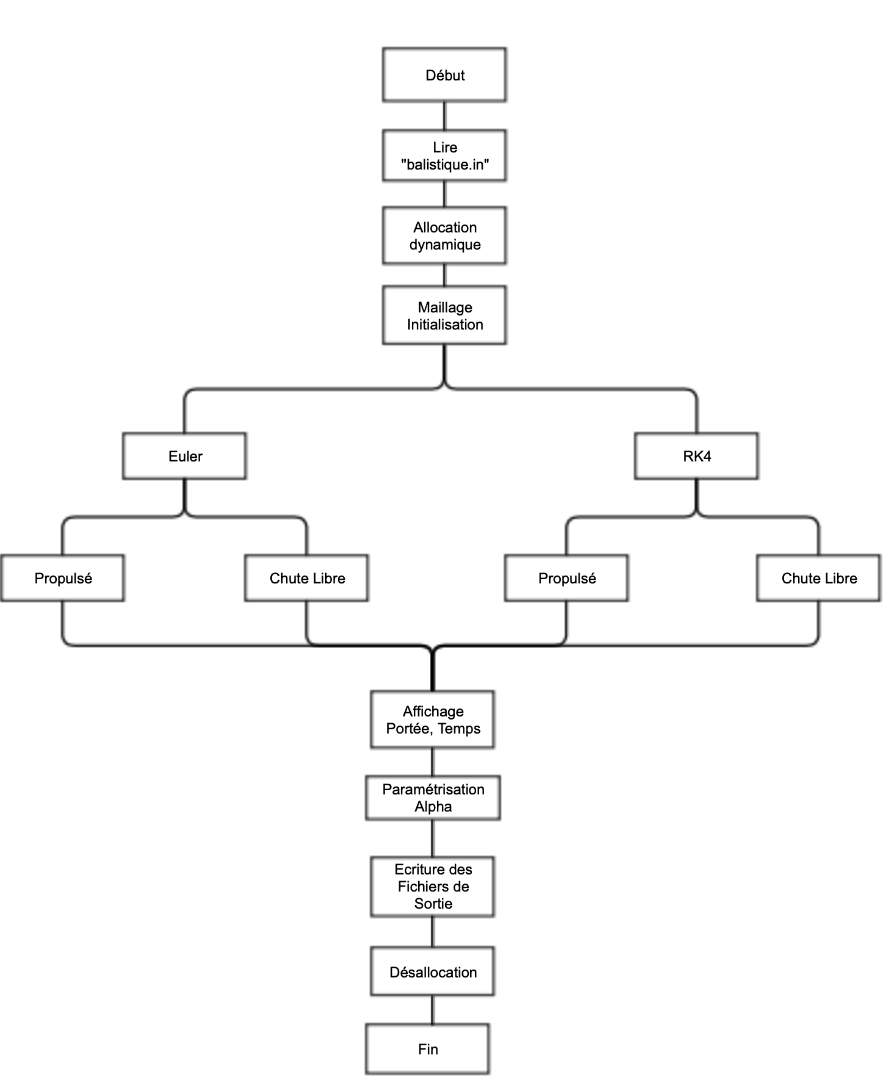 Début
Lire
"balistique.in"
Allocation
dynamique
Maillage
Initialisation
Euler
RK4
Propulsé
Chute Libre
Propulsé
Chute Libre
Affichage
Portée, Temps
Paramétrisation
Alpha
Ecriture des
Fichiers de
Sortie
Désallocation
Fin